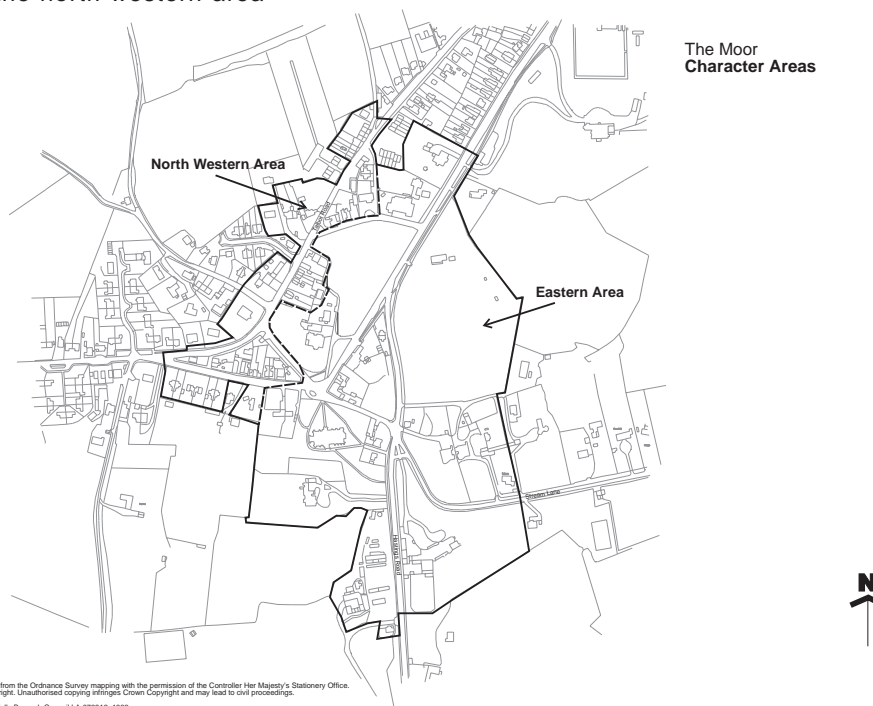 the north western area
The Moor
Character Areas
North Western Area
Eastern Area
Stream Lane
Hastings Road
N
from the Ordnance Survey mapping with the permission of the Controller Her Majesty's Stationery Office.
right. Unauthorised copying infringes Crown Copyright and may lead to civil proceedings.